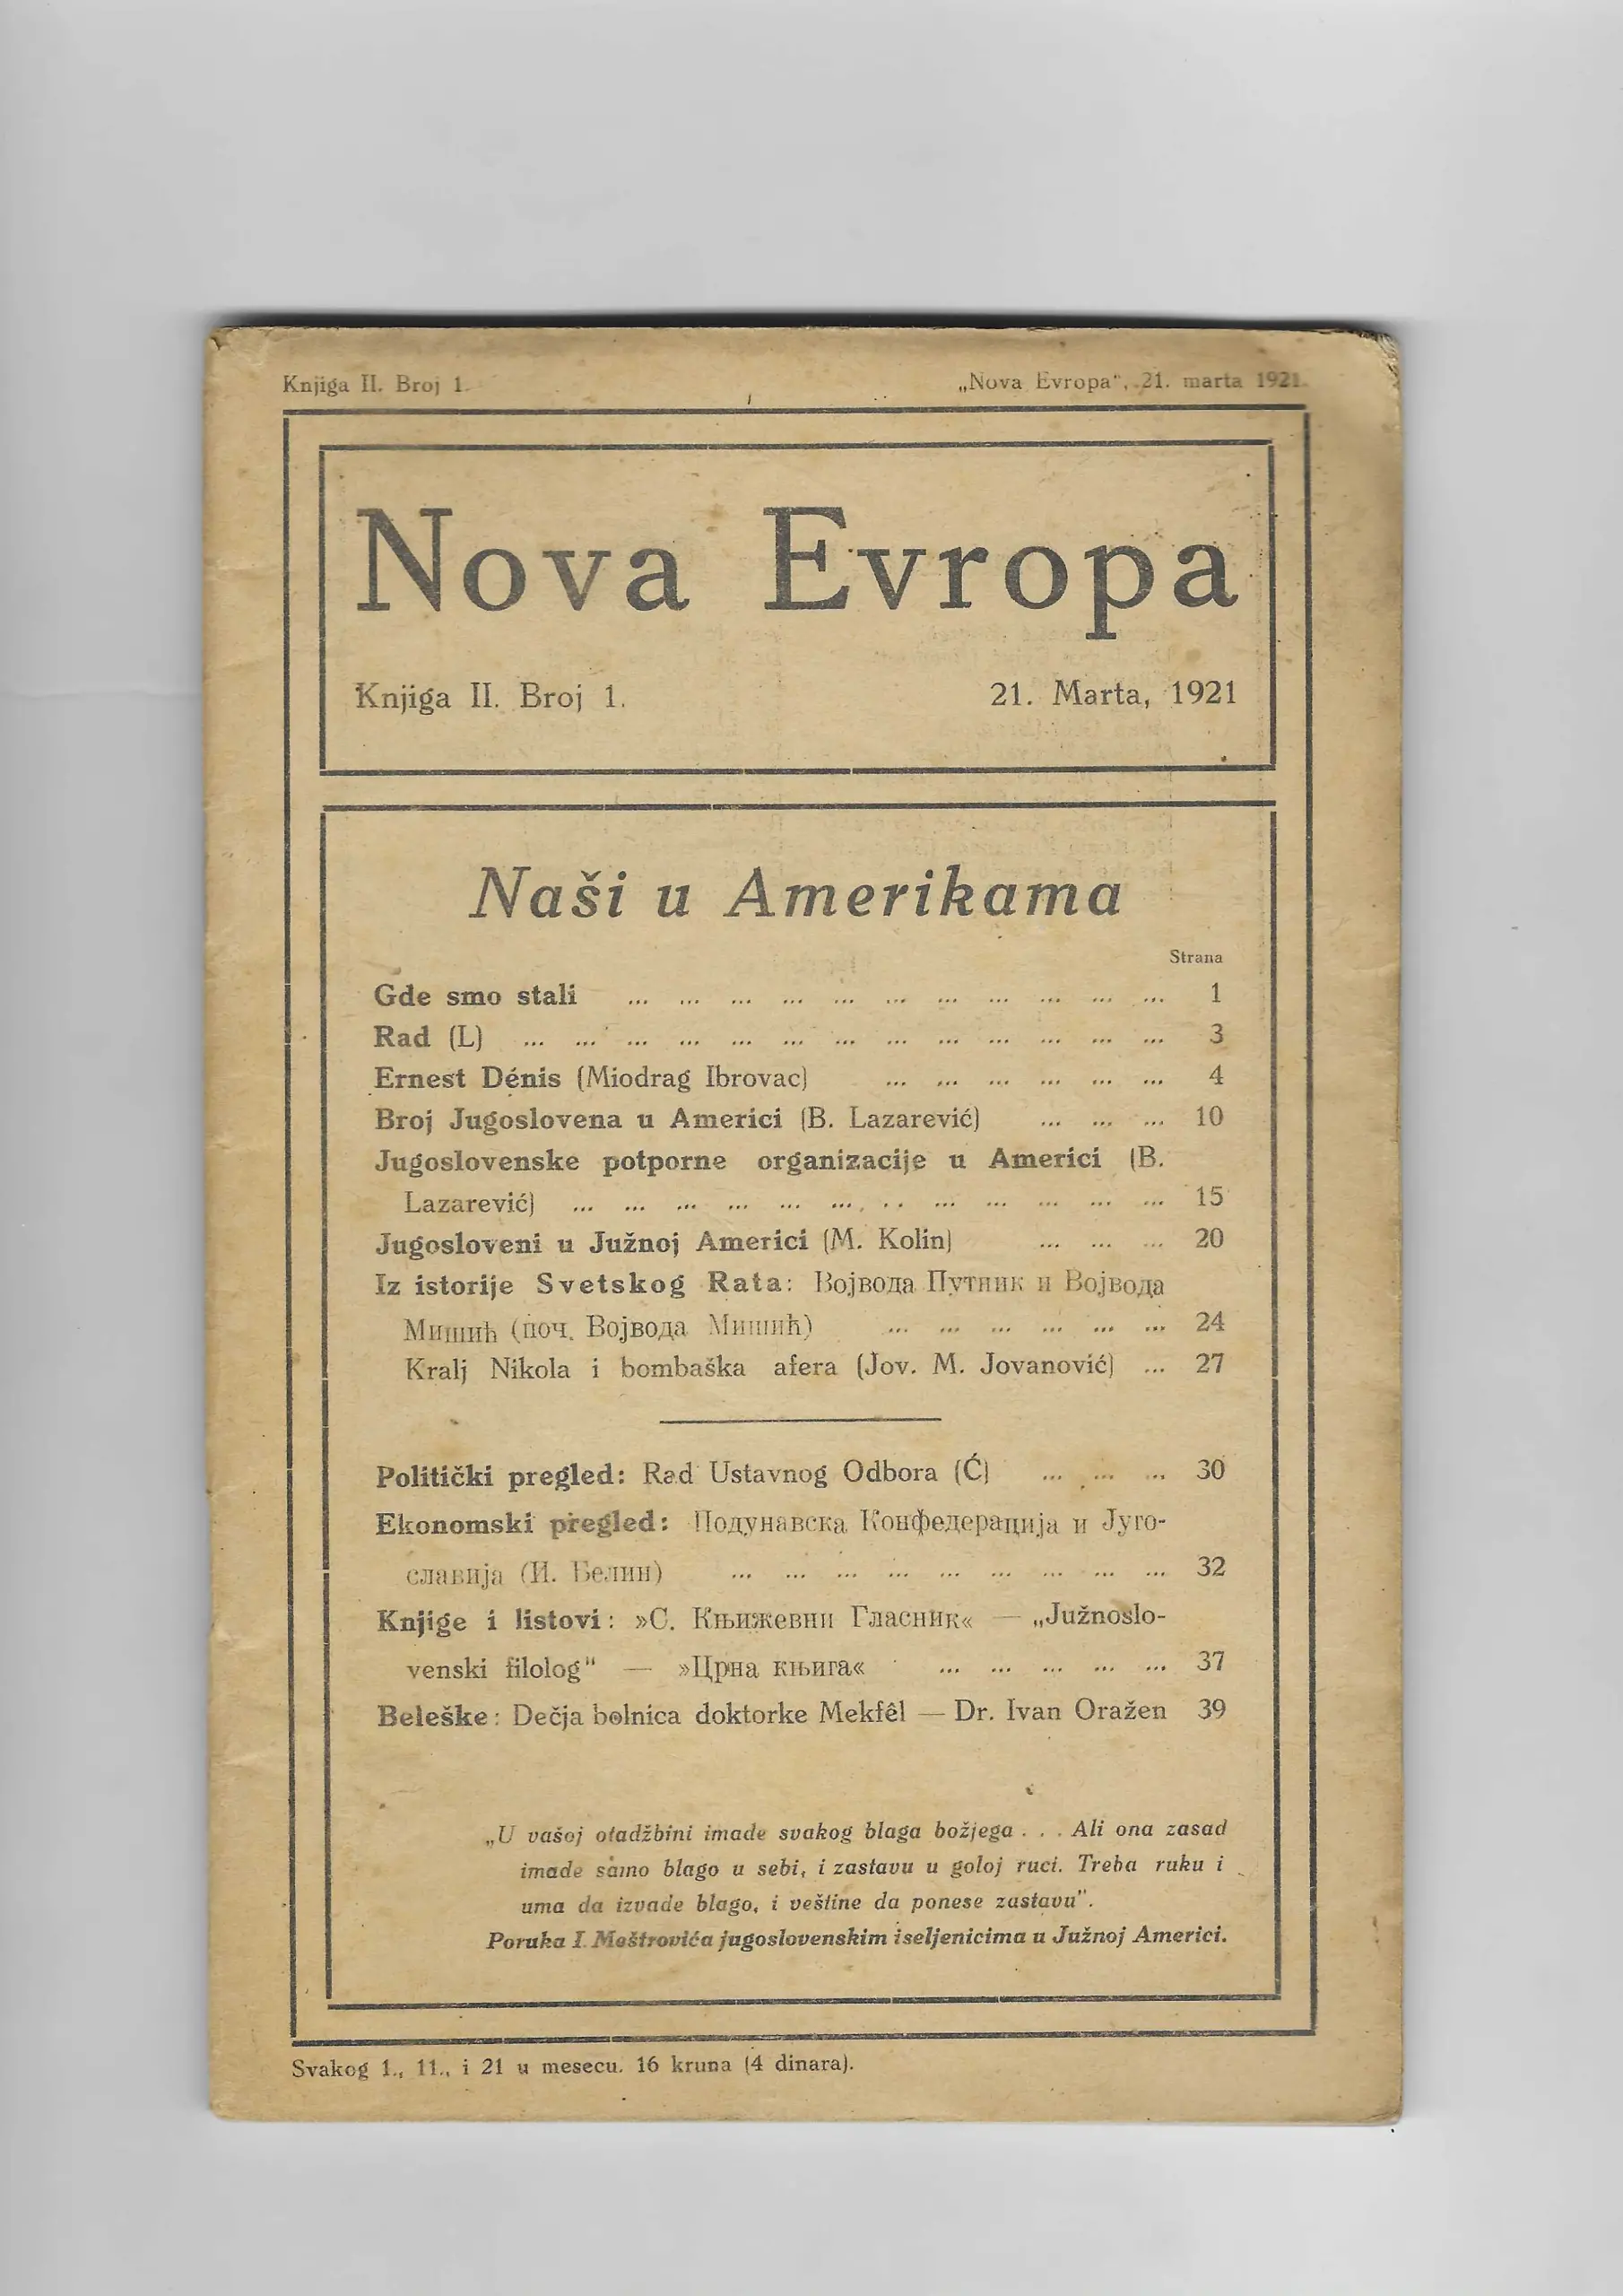 Knjiga II. Broj 1.
„Nova Evropa", 21. marta 1921.
Nova Evropa
Knjiga II. Broj 1.
21. Marta, 1921
Naši u Amerikama
Strana
Gde smo stali ... ... ... ... ... ... ... ... ... ... ... 1
Rad (L) ... ... ... ... ... ... ... ... ... ... ... ... ... 3
Ernest Dénis (Miodrag Ibrovac) ... ... ... ... ... ... 4
Broj Jugoslovena u Americi (B. Lazarević) ... ... ... 10
Jugoslovenske potporne organizacije u Americi (B.
Lazarević) ... ... ... ... ... ... ... ... ... ... ... ... 15
Jugosloveni u Južnoj Americi (M. Kolin) ... ... ... 20
Iz istorije Svetskog Rata: Војвода Путник и Војвода
Мишић (поч. Војвода Мишић) ... ... ... ... ... ... 24
Kralj Nikola i bombaška afera (Jov. M. Jovanović) ... 27
Politički pregled: Rad Ustavnog Odbora (Ć) ... ... ... 30
Ekonomski pregled: Подунавска Конфедерација и Југо-
славија (И. Белин) ... ... ... ... ... ... ... ... ... 32
Knjige i listovi: »С. Књижевни Гласник« — „Južnoslo-
venski filolog" — »Црна књига« ... ... ... ... ... 37
Beleške: Dečja bolnica doktorke Mekfêl — Dr. Ivan Oražen 39
„U vašoj otadžbini imade svakog blaga božjega . . . Ali ona zasad
imade samo blago u sebi, i zastavu u goloj ruci. Treba ruku i
uma da izvade blago, i veštine da ponese zastavu".
Poruka I. Meštrovića jugoslovenskim iseljenicima u Južnoj Americi.
Svakog 1., 11., i 21 u mesecu. 16 kruna (4 dinara).